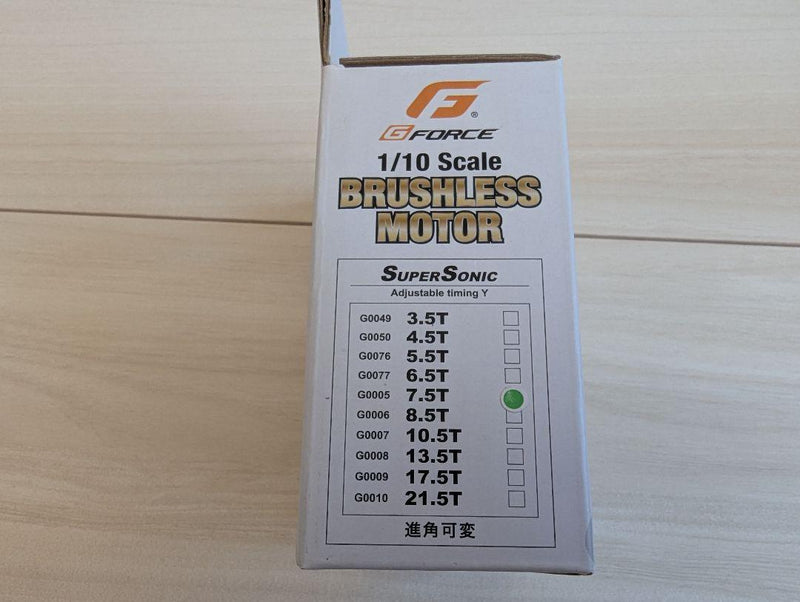 GF®
G FORCE
1/10 Scale
BRUSHLESS
MOTOR
SUPERSONIC
Adjustable timing Y
G0049 3.5T
G0050 4.5T
G0076 5.5T
G0077 6.5T
G0005 7.5T
G0006 8.5T
G0007 10.5T
G0008 13.5T
G0009 17.5T
G0010 21.5T
進角可変